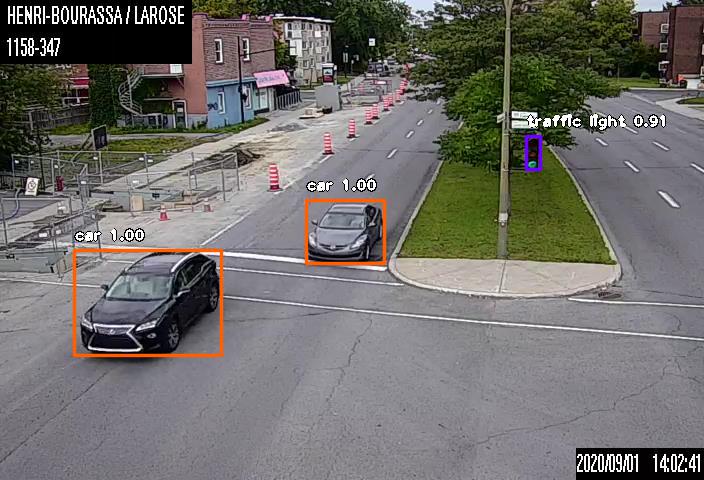 HENRI-BOURASSA / LAROSE
1158-347
traffic light 0.91
car 1.00
car 1.00
2020/09/01 14:02:41